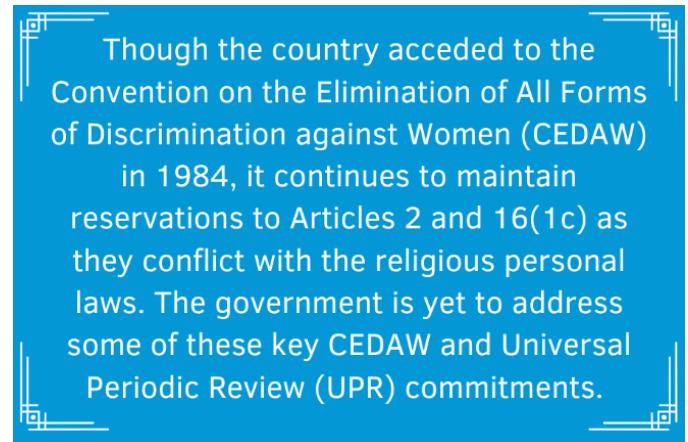 Though the country acceded to the
Convention on the Elimination of All Forms
of Discrimination against Women (CEDAW)
in 1984, it continues to maintain
reservations to Articles 2 and 16(1c) as
they conflict with the religious personal
laws. The government is yet to address
some of these key CEDAW and Universal
Periodic Review (UPR) commitments.